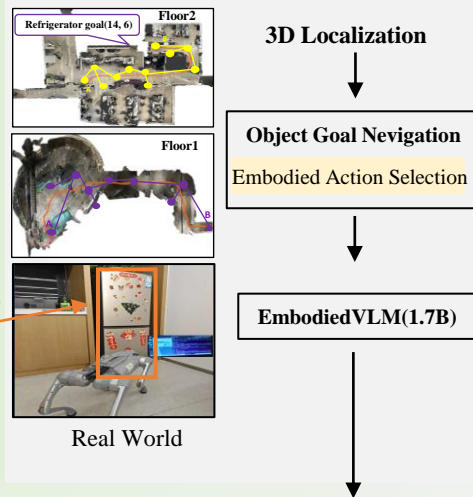 Floor2
Refrigerator goal(14, 6)
A
Floor1
A
B
Real World
3D Localization
Object Goal Nevigation
Embodied Action Selection
EmbodiedVLM(1.7B)